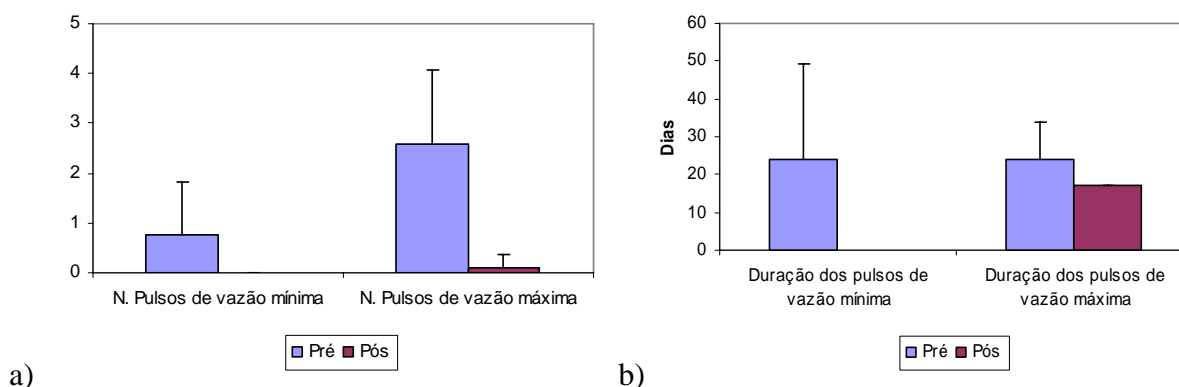 5
4
3
2
1
0
N. Pulsos de vazão mínima
N. Pulsos de vazão máxima
Pré
Pós
a)
60
50
40
30
20
10
0
Dias
Duração dos pulsos de
vazão mínima
Duração dos pulsos de
vazão máxima
Pré
Pós
b)